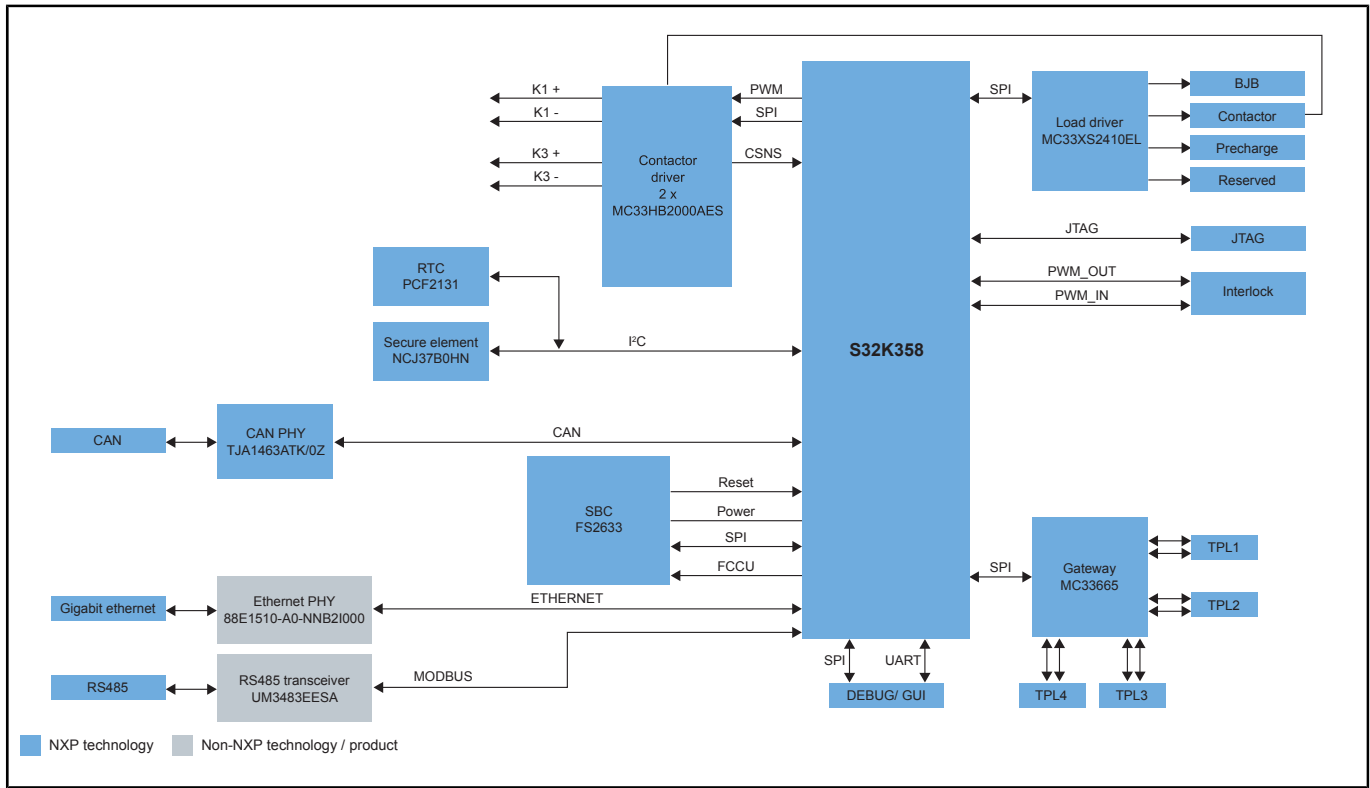 K1 +
K1 -
K3 +
K3 -
Contactor
driver
2 x
MC33HB2000AES
PWM
SPI
CSNS
SPI
Load driver
MC33XS2410EL
BJB
Contactor
Precharge
Reserved
JTAG
JTAG
PWM_OUT
PWM_IN
Interlock
RTC
PCF2131
Secure element
NCJ37B0HN
I²C
S32K358
CAN
CAN PHY
TJA1463ATK/0Z
CAN
SBC
FS2633
Reset
Power
SPI
FCCU
SPI
Gateway
MC33665
TPL1
TPL2
TPL4
TPL3
Gigabit ethernet
Ethernet PHY
88E1510-A0-NNB2I000
ETHERNET
RS485
RS485 transceiver
UM3483EESA
MODBUS
SPI
UART
DEBUG/ GUI
NXP technology
Non-NXP technology / product